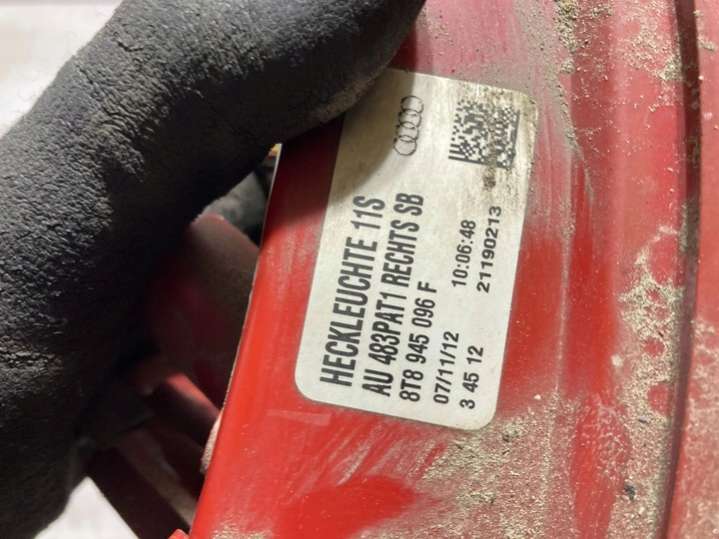 HECKLEUCHTE 11S
AU 483PAT1 RECHTS SB
8T8 945 096 F
07/11/12 10:06:48
3 45 12 21190213